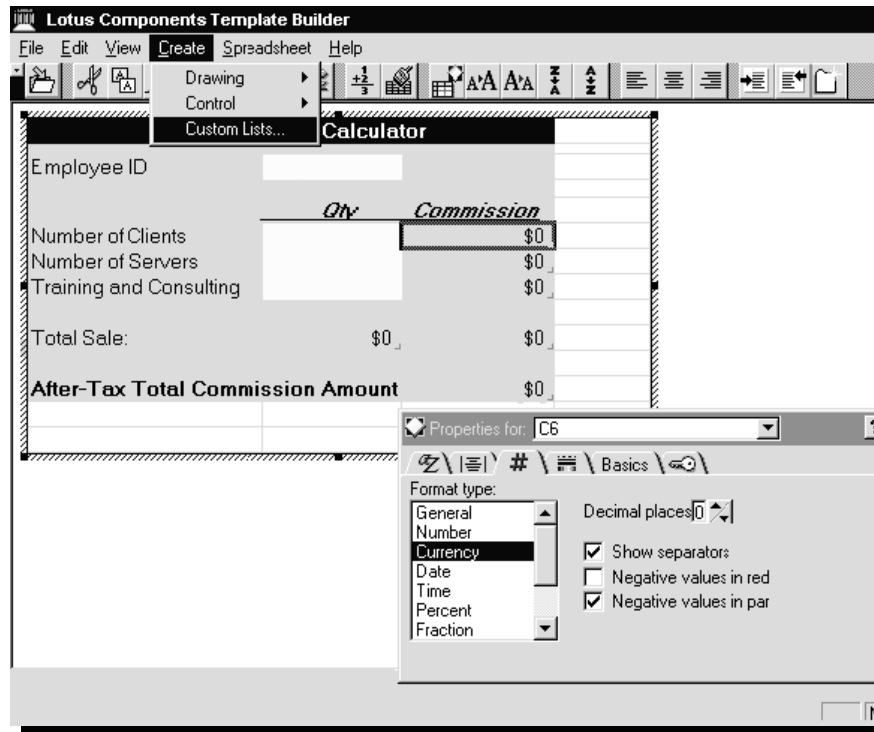 Lotus Components Template Builder
File Edit View Create Spreadsheet Help
Drawing
Control
Custom Lists...
Calculator
Employee ID
Qty Commission
Number of Clients $0
Number of Servers $0
Training and Consulting $0
Total Sale: $0 $0
After-Tax Total Commission Amount $0
Properties for: C6
# Basics
Format type:
General
Number
Currency
Date
Time
Percent
Fraction
Decimal places 0
Show separators
Negative values in red
Negative values in par